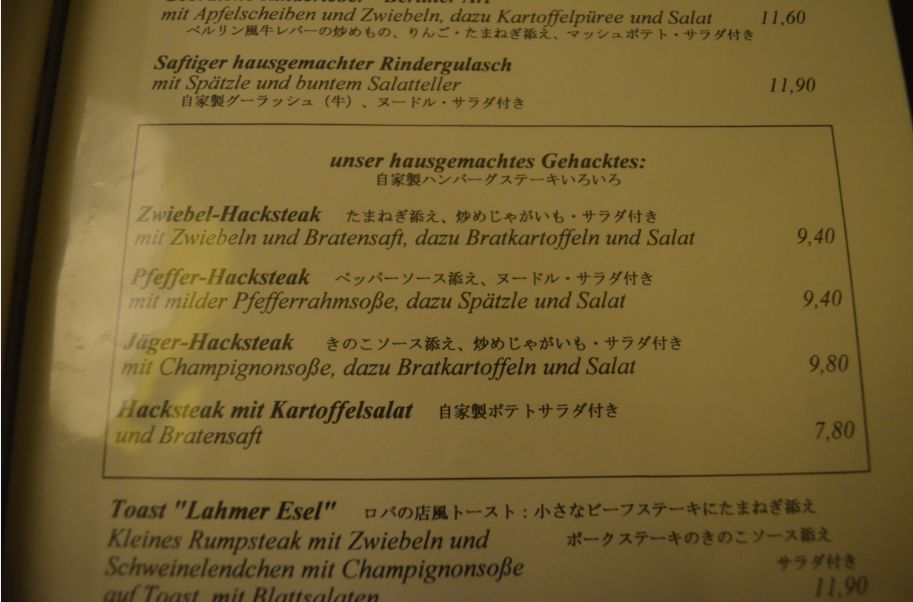 Berliner Art
mit Apfelscheiben und Zwiebeln, dazu Kartoffelpüree und Salat 11,60
ベルリン風牛レバーの炒めもの、りんご・たまねぎ添え、マッシュポテト・サラダ付き
Saftiger hausgemachter Rindergulasch
mit Spätzle und buntem Salatteller 11,90
自家製グーラッシュ（牛）、ヌードル・サラダ付き
unser hausgemachtes Gehacktes:
自家製ハンバーグステーキいろいろ
Zwiebel-Hacksteak たまねぎ添え、炒めじゃがいも・サラダ付き
mit Zwiebeln und Bratensaft, dazu Bratkartoffeln und Salat 9,40
Pfeffer-Hacksteak ペッパーソース添え、ヌードル・サラダ付き
mit milder Pfefferrahmsoße, dazu Spätzle und Salat 9,40
Jäger-Hacksteak きのこソース添え、炒めじゃがいも・サラダ付き
mit Champignonsoße, dazu Bratkartoffeln und Salat 9,80
Hacksteak mit Kartoffelsalat 自家製ポテトサラダ付き
und Bratensaft 7,80
Toast "Lahmer Esel" ロバの店風トースト：小さなビーフステーキにたまねぎ添え
Kleines Rumpsteak mit Zwiebeln und ポークステーキのきのこソース添え
Schweinelendchen mit Champignonsoße サラダ付き
auf Toast, mit Blattsalaten 11,90